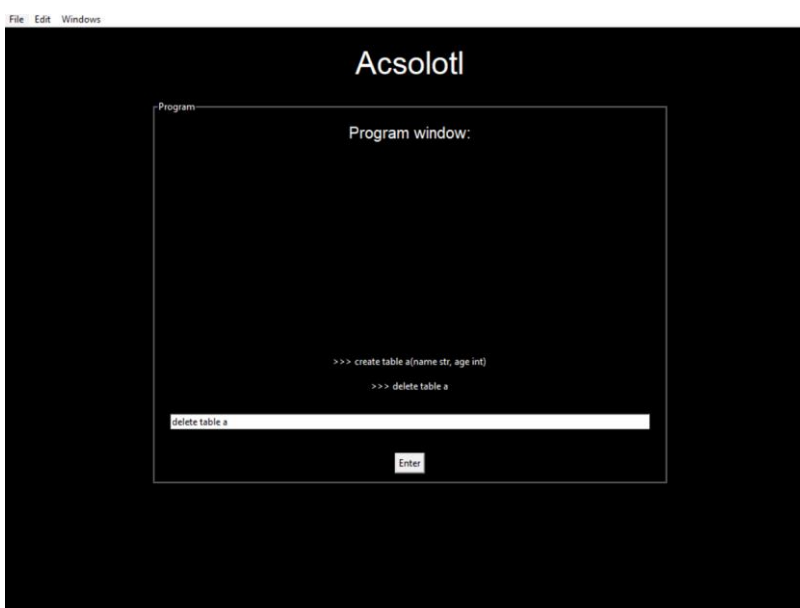 File Edit Windows
Acsolotl
Program
Program window:
>>> create table a(name str, age int)
>>> delete table a
delete table a
Enter